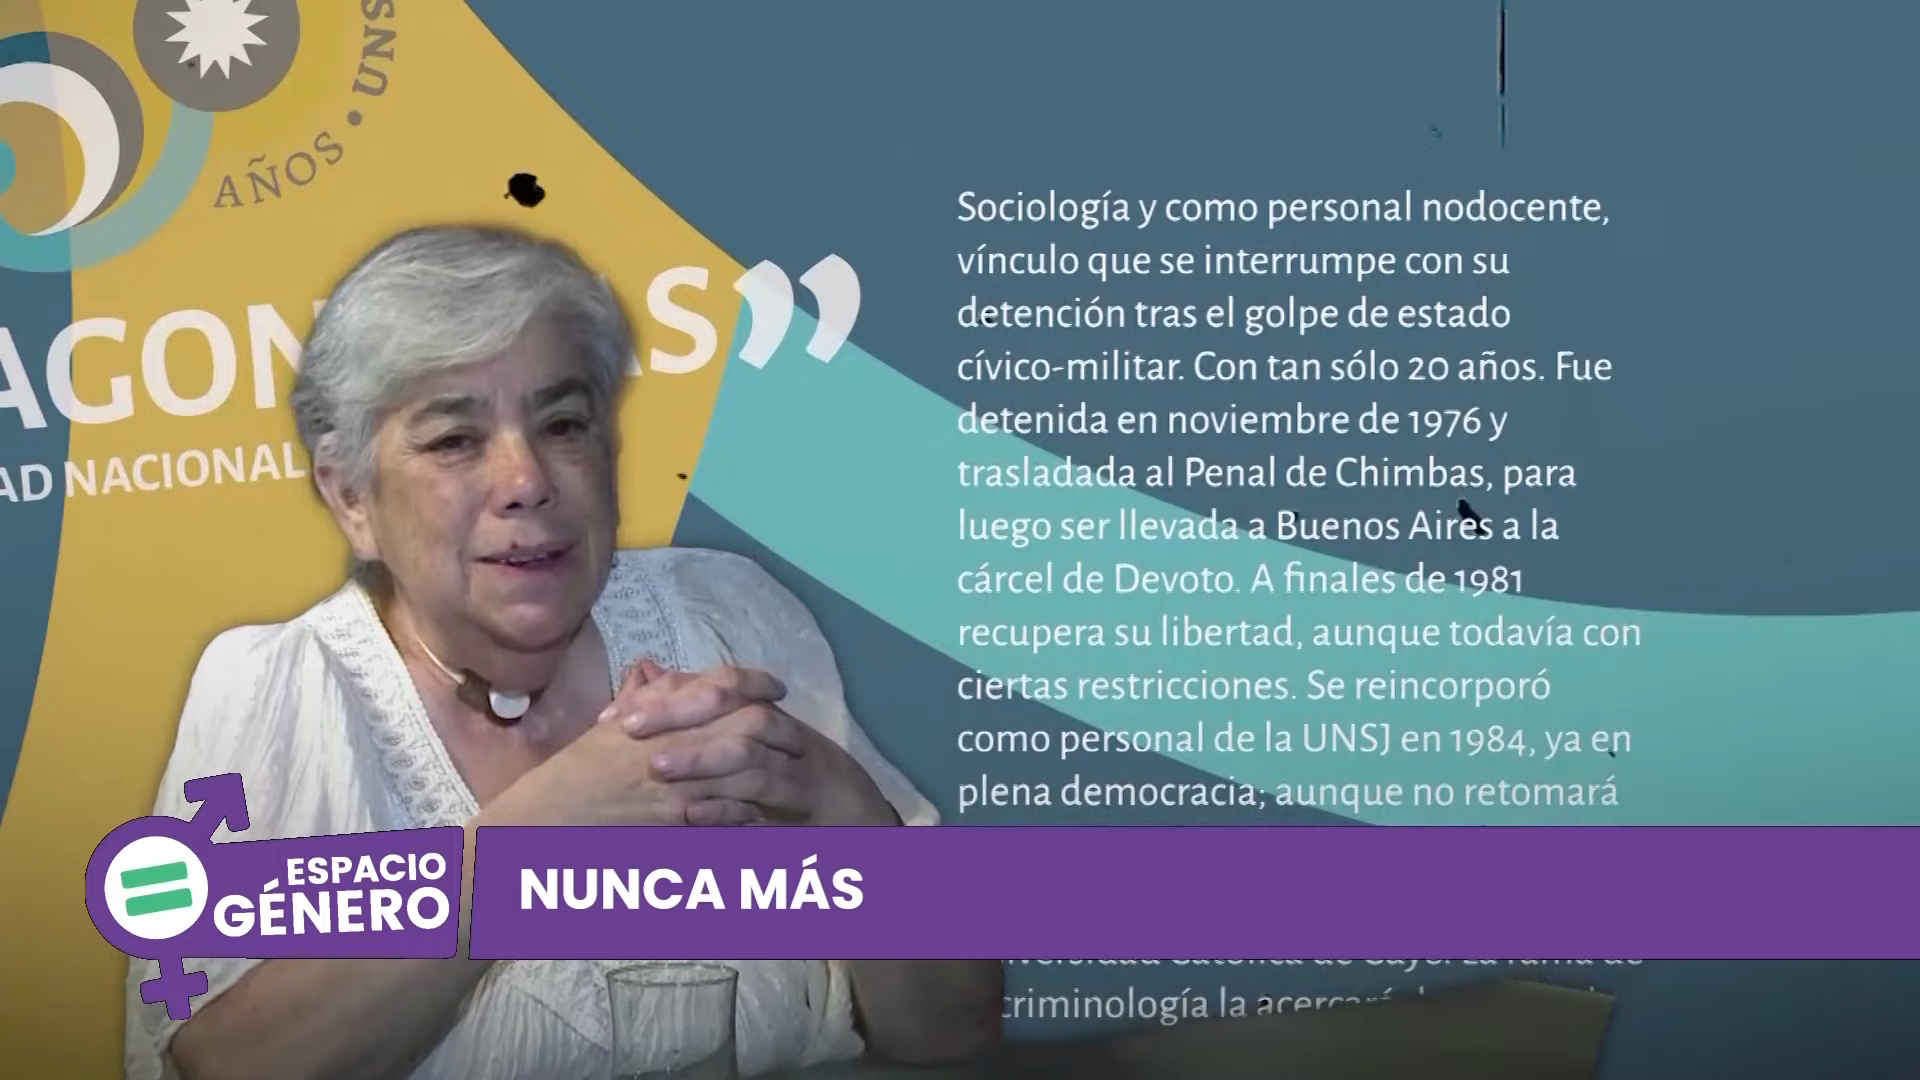 AÑOS • UNS
AGON
AS”
AD NACIONAL
Sociología y como personal nodocente,
vínculo que se interrumpe con su
detención tras el golpe de estado
cívico-militar. Con tan sólo 20 años. Fue
detenida en noviembre de 1976 y
trasladada al Penal de Chimbas, para
luego ser llevada a Buenos Aires a la
cárcel de Devoto. A finales de 1981
recupera su libertad, aunque todavía con
ciertas restricciones. Se reincorporó
como personal de la UNSJ en 1984, ya en
plena democracia; aunque no retomará
criminología la
ESPACIO
GÉNERO
NUNCA MÁS